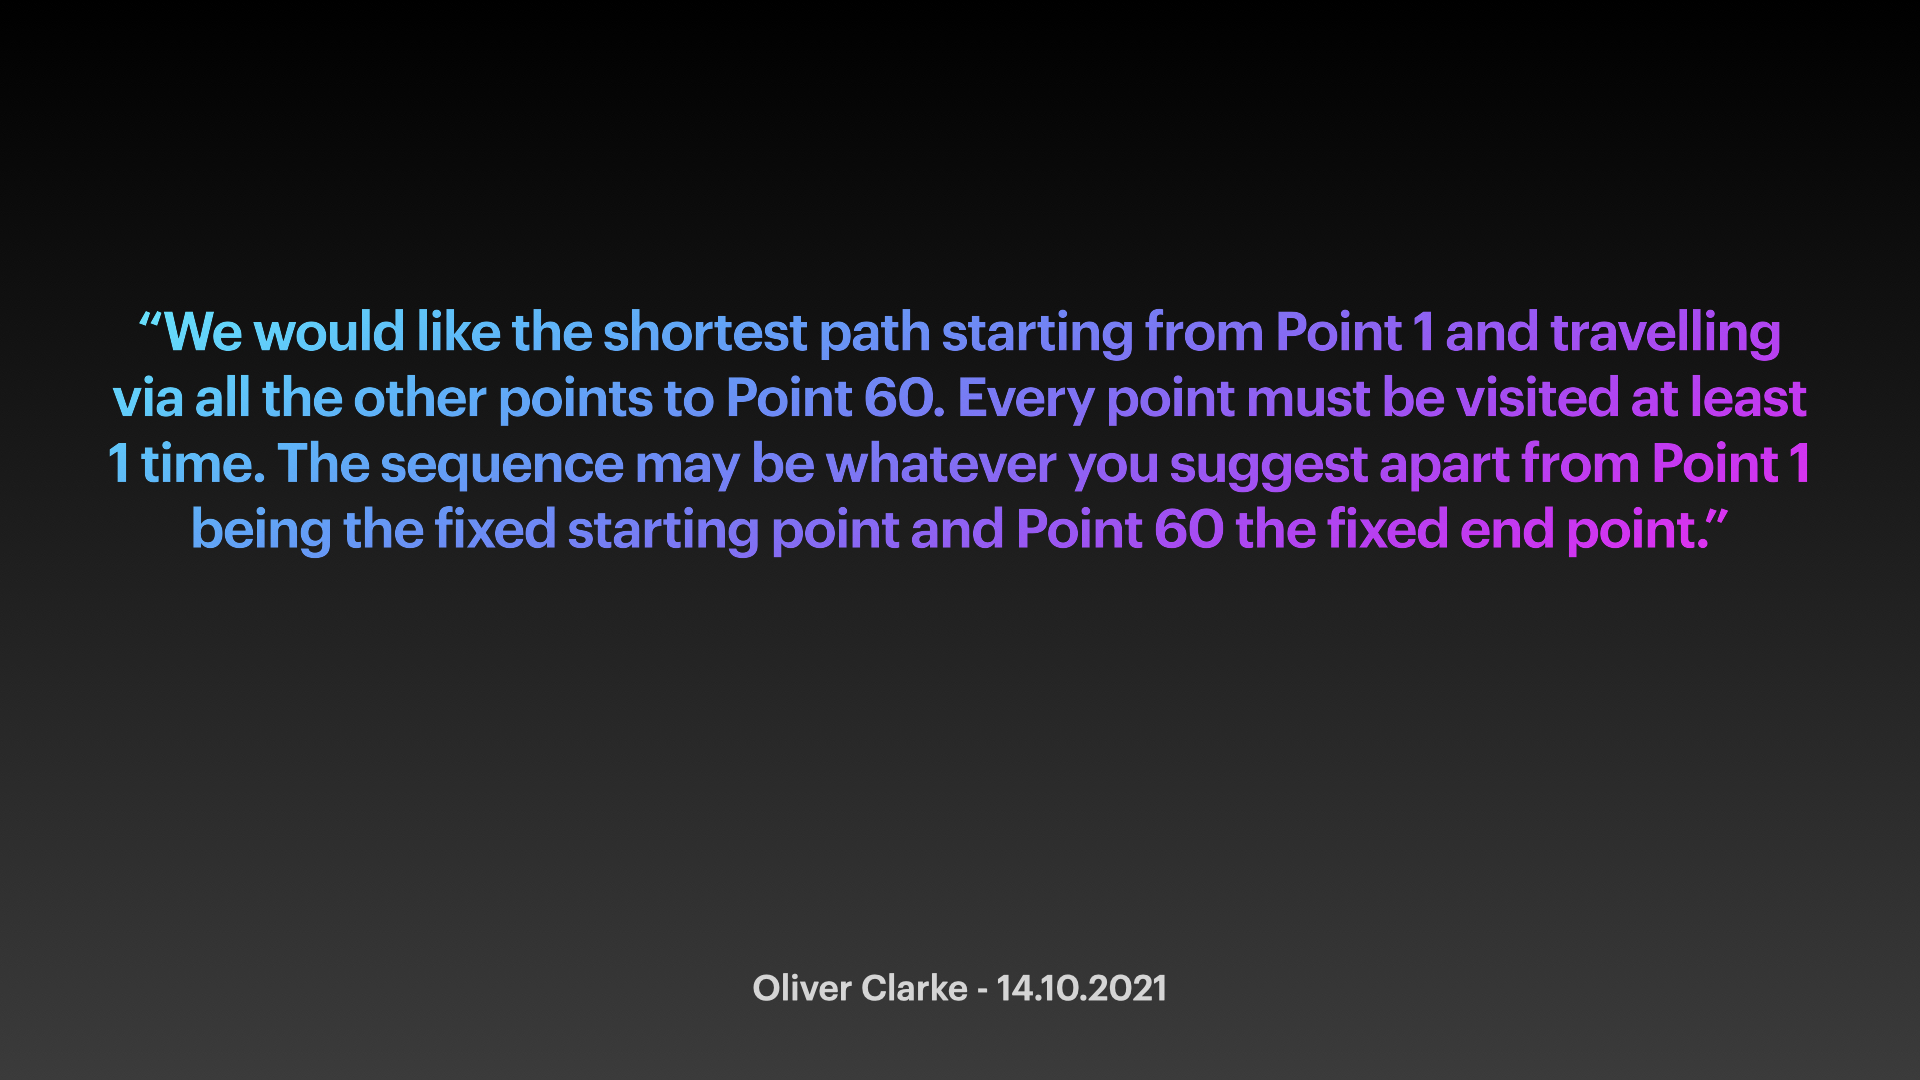 “We would like the shortest path starting from Point 1 and travelling
via all the other points to Point 60. Every point must be visited at least
1 time. The sequence may be whatever you suggest apart from Point 1
being the fixed starting point and Point 60 the fixed end point.”
Oliver Clarke - 14.10.2021